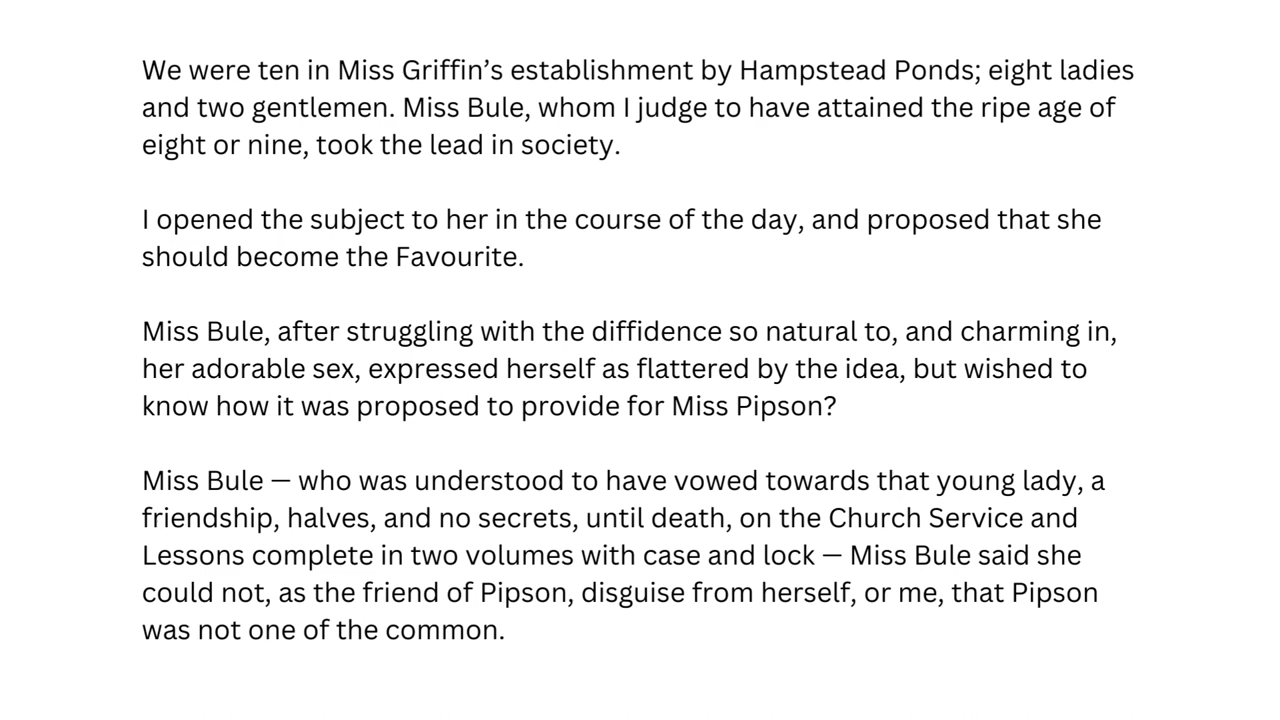 We were ten in Miss Griffin’s establishment by Hampstead Ponds; eight ladies
and two gentlemen. Miss Bule, whom I judge to have attained the ripe age of
eight or nine, took the lead in society.
I opened the subject to her in the course of the day, and proposed that she
should become the Favourite.
Miss Bule, after struggling with the diffidence so natural to, and charming in,
her adorable sex, expressed herself as flattered by the idea, but wished to
know how it was proposed to provide for Miss Pipson?
Miss Bule — who was understood to have vowed towards that young lady, a
friendship, halves, and no secrets, until death, on the Church Service and
Lessons complete in two volumes with case and lock — Miss Bule said she
could not, as the friend of Pipson, disguise from herself, or me, that Pipson
was not one of the common.